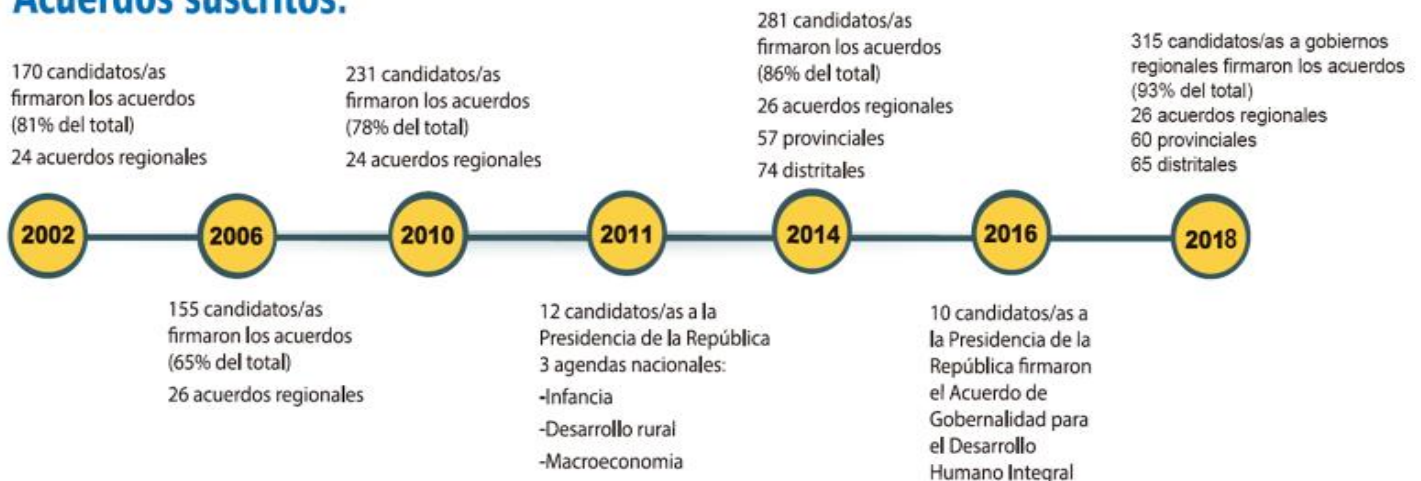 Acuerdos suscritos:
170 candidatos/as
firmaron los acuerdos
(81% del total)
24 acuerdos regionales
231 candidatos/as
firmaron los acuerdos
(78% del total)
24 acuerdos regionales
281 candidatos/as
firmaron los acuerdos
(86% del total)
26 acuerdos regionales
57 provinciales
74 distritales
315 candidatos/as a gobiernos
regionales firmaron los acuerdos
(93% del total)
26 acuerdos regionales
60 provinciales
65 distritales
2002
2006
2010
2011
2014
2016
2018
155 candidatos/as
firmaron los acuerdos
(65% del total)
26 acuerdos regionales
12 candidatos/as a la
Presidencia de la República
3 agendas nacionales:
-Infancia
-Desarrollo rural
-Macroeconomia
10 candidatos/as a
la Presidencia de la
República firmaron
el Acuerdo de
Gobernalidad para
el Desarrollo
Humano Integral